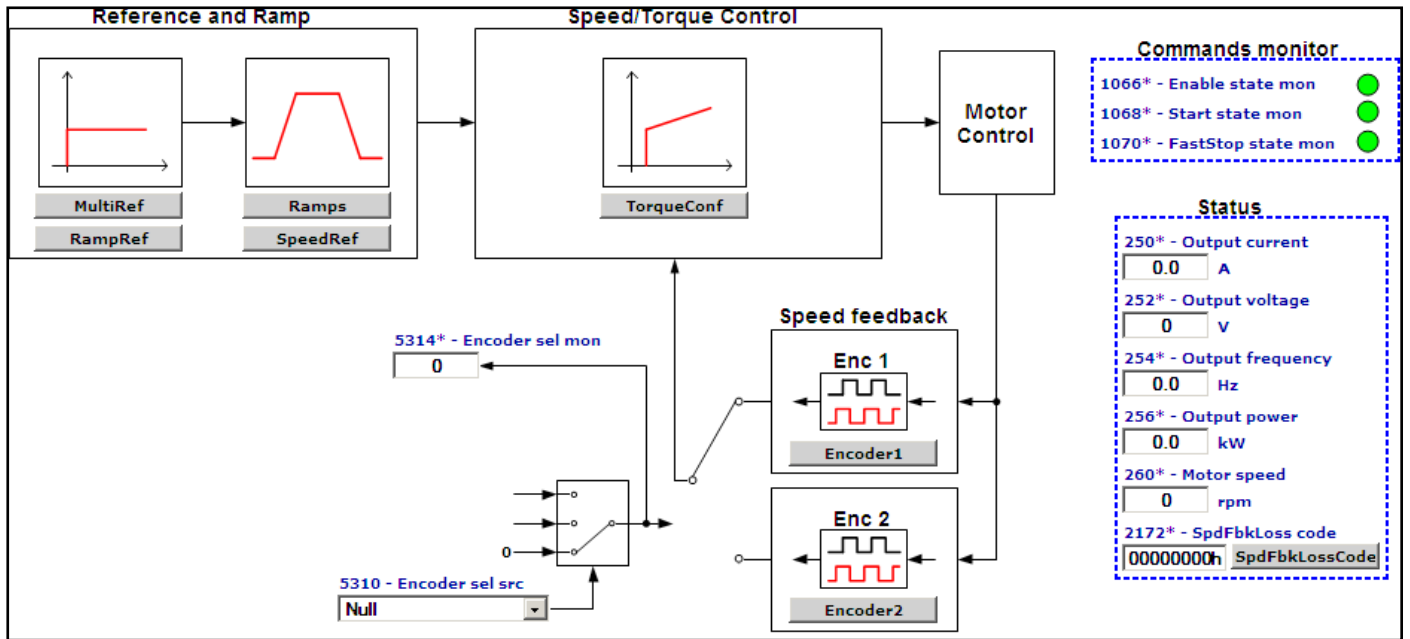 Reference and Ramp
MultiRef
RampRef
Ramps
SpeedRef
Speed/Torque Control
TorqueConf
Motor
Control
Commands monitor
1066* - Enable state mon
1068* - Start state mon
1070* - FastStop state mon
Status
250* - Output current
0.0 A
252* - Output voltage
0 V
254* - Output frequency
0.0 Hz
256* - Output power
0.0 kW
260* - Motor speed
0 rpm
2172* - SpdFbkLoss code
00000000h SpdFbkLossCode
Speed feedback
Enc 1
Encoder1
Enc 2
Encoder2
5314* - Encoder sel mon
0
0
5310 - Encoder sel src
Null